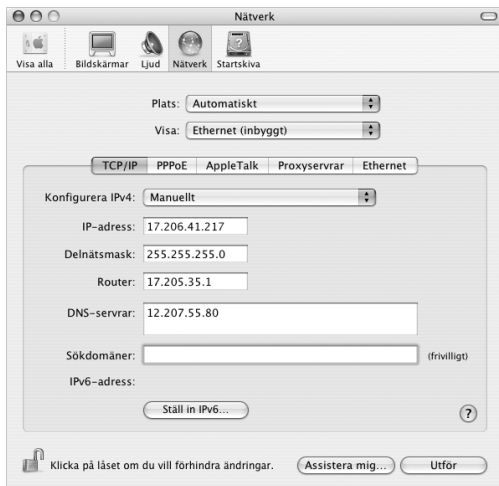 Nätverk
Visa alla Bildskärmar Ljud Nätverk Startskiva
Plats: Automatiskt
Visa: Ethernet (inbyggt)
TCP/IP PPPoE AppleTalk Proxyservrar Ethernet
Konfigurera IPv4: Manuellt
IP-adress: 17.206.41.217
Delnätsmask: 255.255.255.0
Router: 17.205.35.1
DNS-servrar: 12.207.55.80
Sökdomäner: (frivilligt)
IPv6-adress:
Ställ in IPv6...
?
Klicka på låset om du vill förhindra ändringar. Assistera mig... Utför